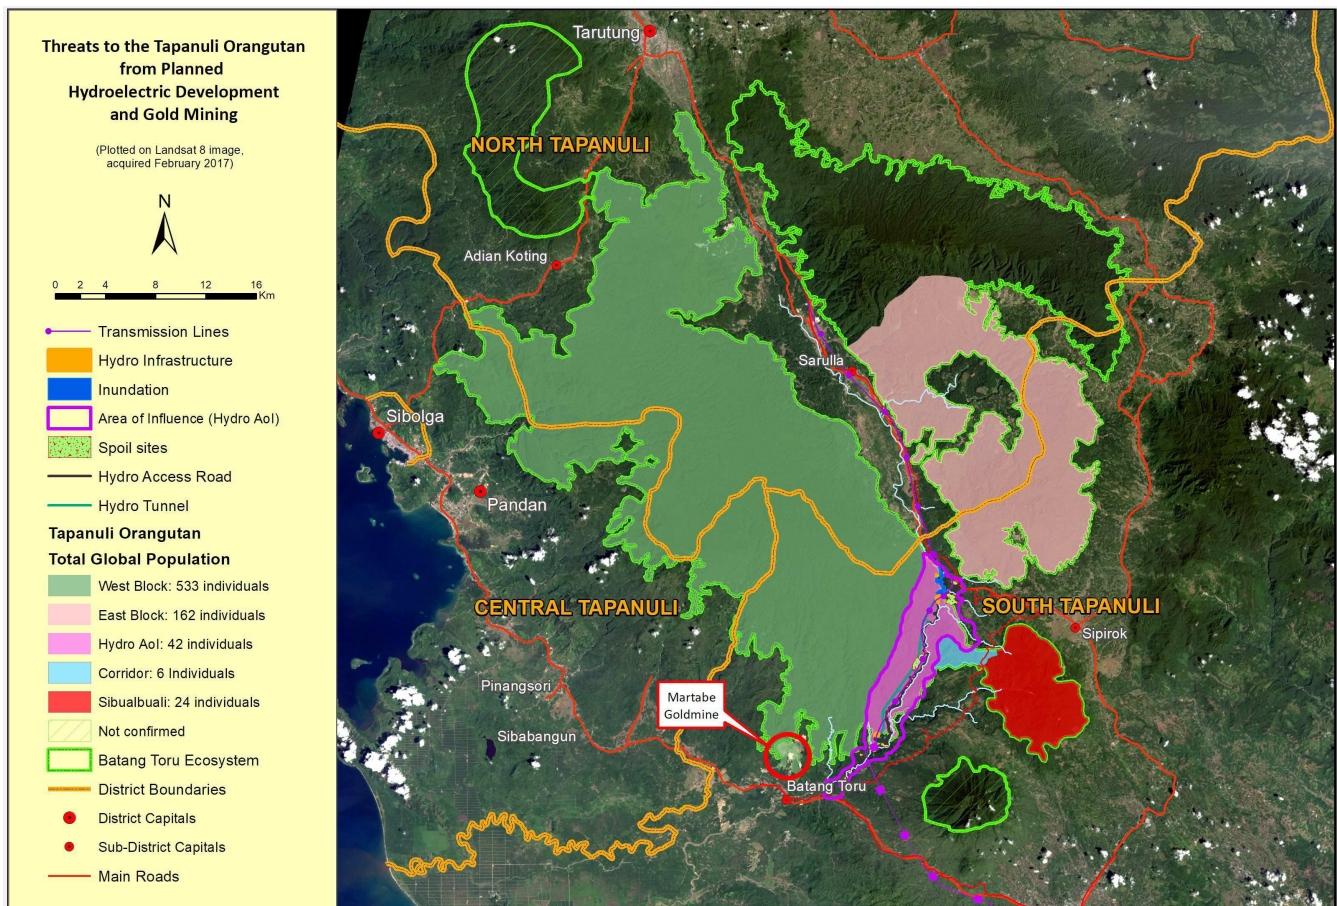 Threats to the Tapanuli Orangutan
from Planned
Hydroelectric Development
and Gold Mining
(Plotted on Landsat 8 image,
acquired February 2017)
N
0 2 4 8 12 16
Km
Transmission Lines
Hydro Infrastructure
Inundation
Area of Influence (Hydro AoI)
Spoil sites
Hydro Access Road
Hydro Tunnel
Tapanuli Orangutan
Total Global Population
West Block: 533 individuals
East Block: 162 individuals
Hydro AoI: 42 individuals
Corridor: 6 Individuals
Sibualbuali: 24 individuals
Not confirmed
Batang Toru Ecosystem
District Boundaries
District Capitals
Sub-District Capitals
Main Roads
Tarutung
NORTH TAPANULI
Adian Koting
Sarulla
Sibolga
Pandan
CENTRAL TAPANULI
SOUTH TAPANULI
Sipirok
Pinangsori
Martabe
Goldmine
Sibabangun
Batang Toru